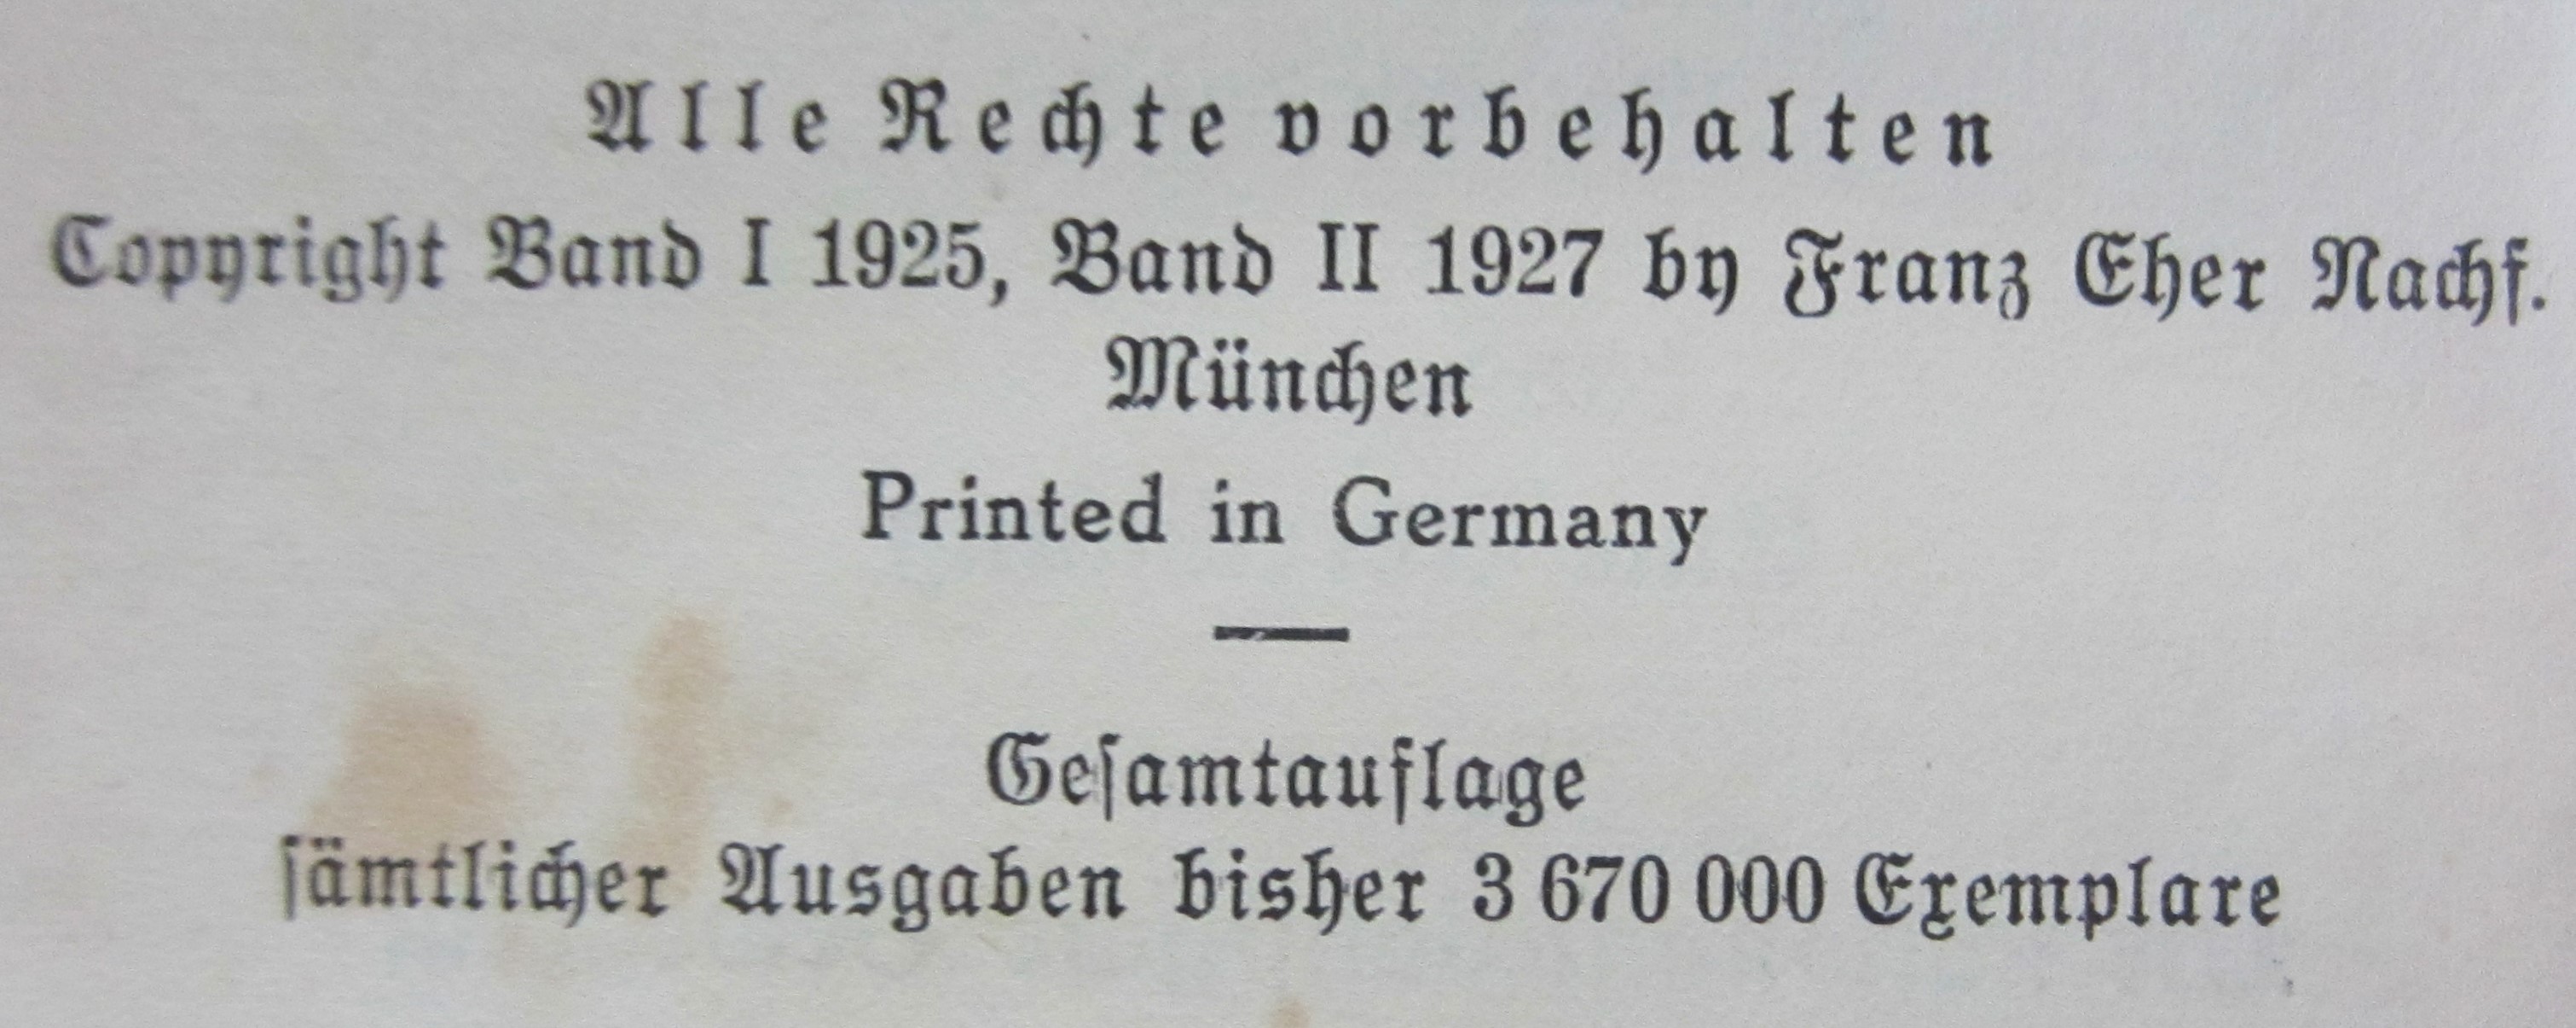 Alle Rechte vorbehalten
Copyright Band I 1925, Band II 1927 by Franz Eher Nachf.
München
Printed in Germany
Geſamtauflage
ſämtlicher Ausgaben bisher 3 670 000 Exemplare